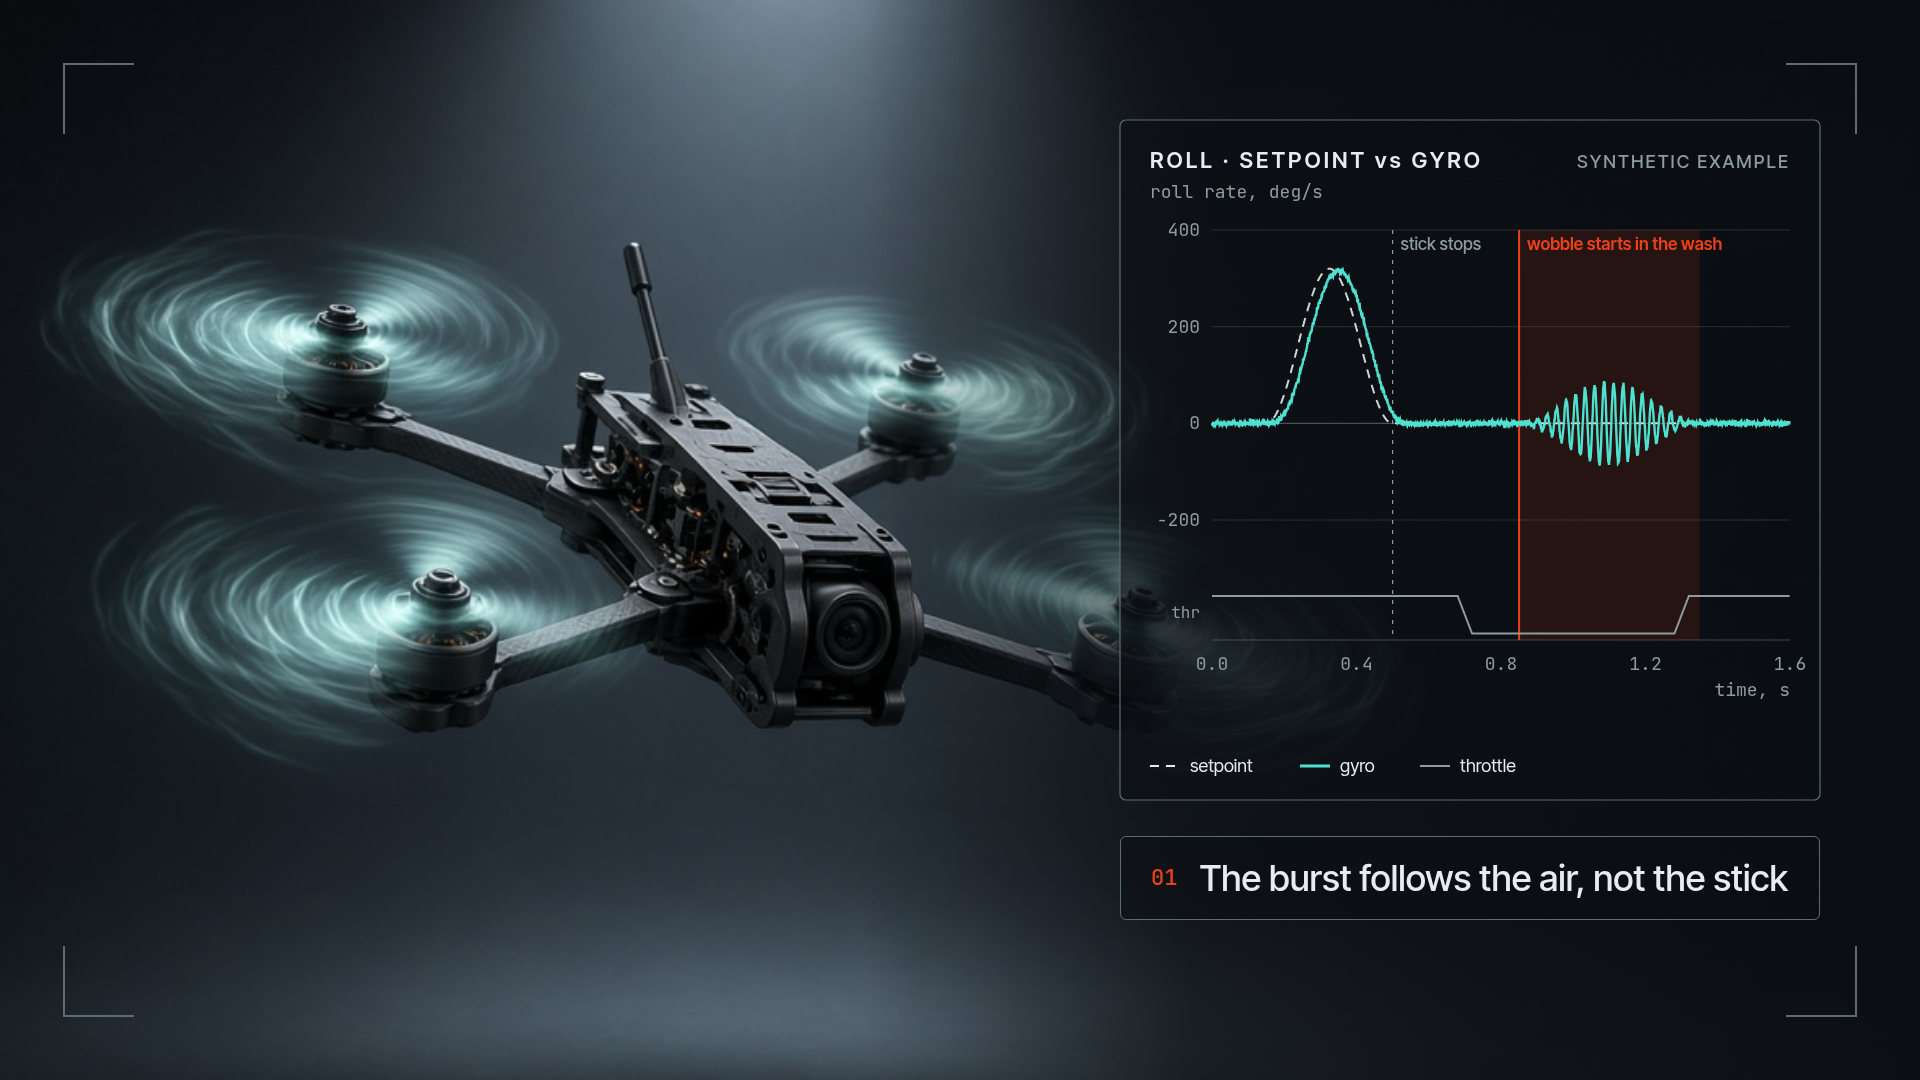 ROLL · SETPOINT vs GYRO
SYNTHETIC EXAMPLE
roll rate, deg/s
400
stick stops
wobble starts in the wash
200
0
-200
thr
0.0 0.4 0.8 1.2 1.6
time, s
setpoint gyro throttle
01 The burst follows the air, not the stick